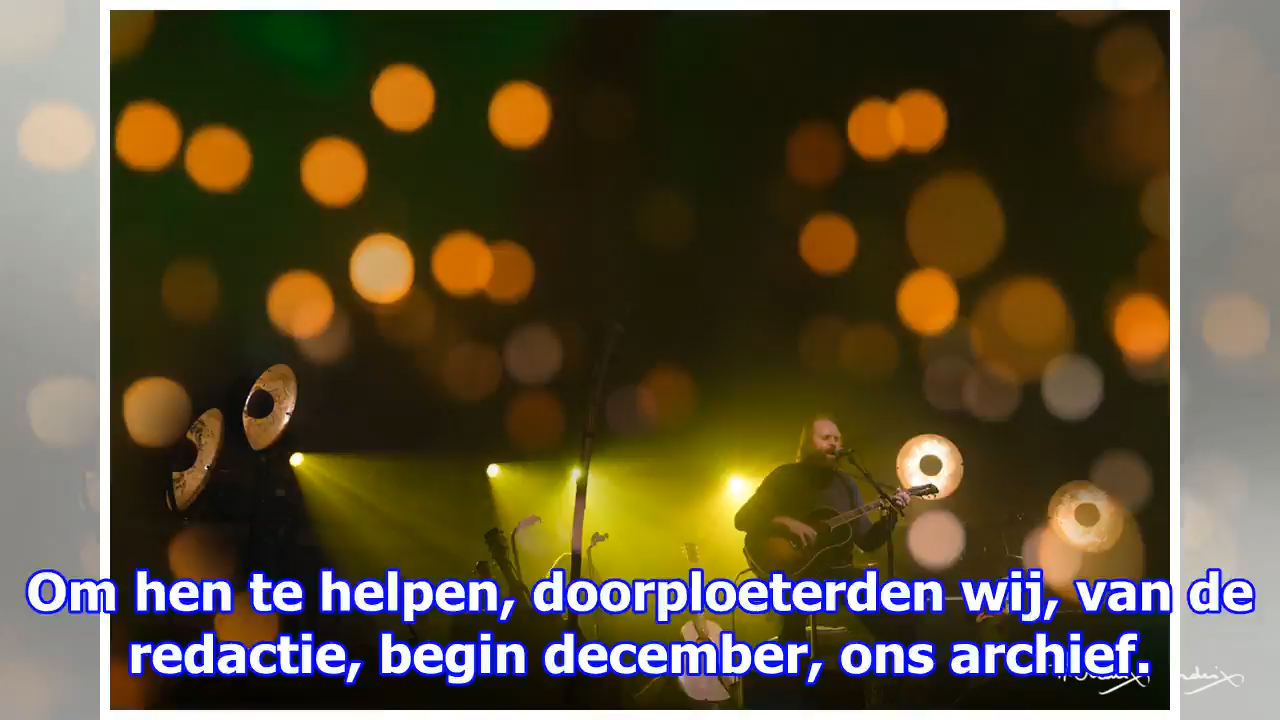 Om hen te helpen, doorploeterden wij, van de
redactie, begin december, ons archief.